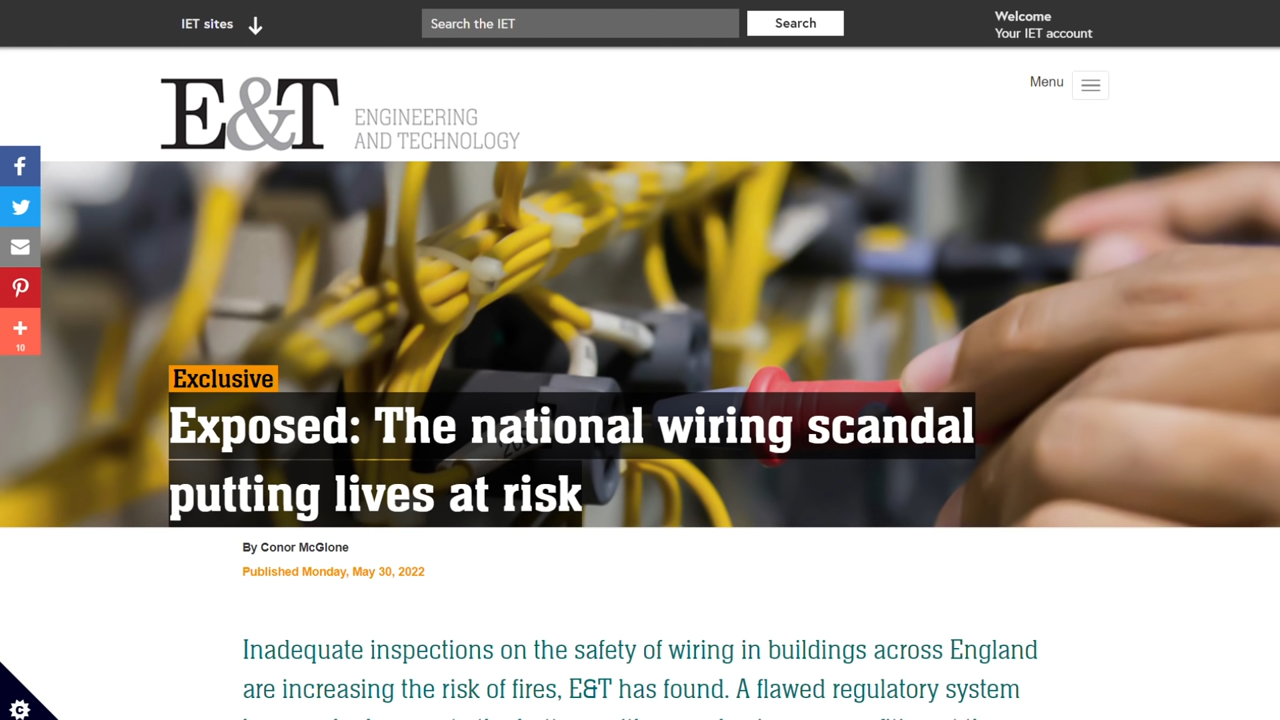 IET sites
Search the IET
Search
Welcome
Your IET account
E&T
ENGINEERING
AND TECHNOLOGY
Menu
10
Exclusive
Exposed: The national wiring scandal
putting lives at risk
By Conor McGlone
Published Monday, May 30, 2022
Inadequate inspections on the safety of wiring in buildings across England
are increasing the risk of fires, E&T has found. A flawed regulatory system